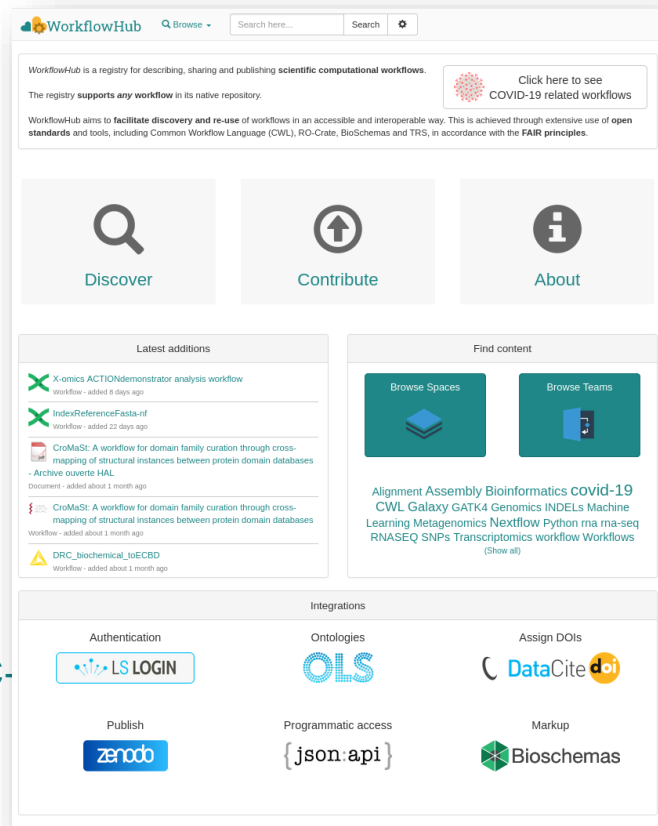 WorkflowHub
Browse
Search here...
Search
WorkflowHub is a registry for describing, sharing and publishing scientific computational workflows.
The registry supports any workflow in its native repository.
Click here to see
COVID-19 related workflows
WorkflowHub aims to facilitate discovery and re-use of workflows in an accessible and interoperable way. This is achieved through extensive use of open
standards and tools, including Common Workflow Language (CWL), RO-Crate, BioSchemas and TRS, in accordance with the FAIR principles.
Discover
Contribute
About
Latest additions
X-omics ACTIONdemonstrator analysis workflow
Workflow - added 8 days ago
IndexReferenceFasta-nf
Workflow - added 22 days ago
CroMaSt: A workflow for domain family curation through cross-
mapping of structural instances between protein domain databases
- Archive ouverte HAL
Document - added about 1 month ago
CroMaSt: A workflow for domain family curation through cross-
mapping of structural instances between protein domain databases
Workflow - added about 1 month ago
DRC_biochemical_toECBD
Workflow - added about 1 month ago
Find content
Browse Spaces
Browse Teams
Alignment Assembly Bioinformatics covid-19
CWL Galaxy GATK4 Genomics INDELs Machine
Learning Metagenomics Nextflow Python rna rna-seq
RNASEQ SNPs Transcriptomics workflow Workflows
(Show all)
Integrations
Authentication
LS LOGIN
Ontologies
OLS
Assign DOIs
DataCite doi
Publish
zenodo
Programmatic access
{json:api}
Markup
Bioschemas